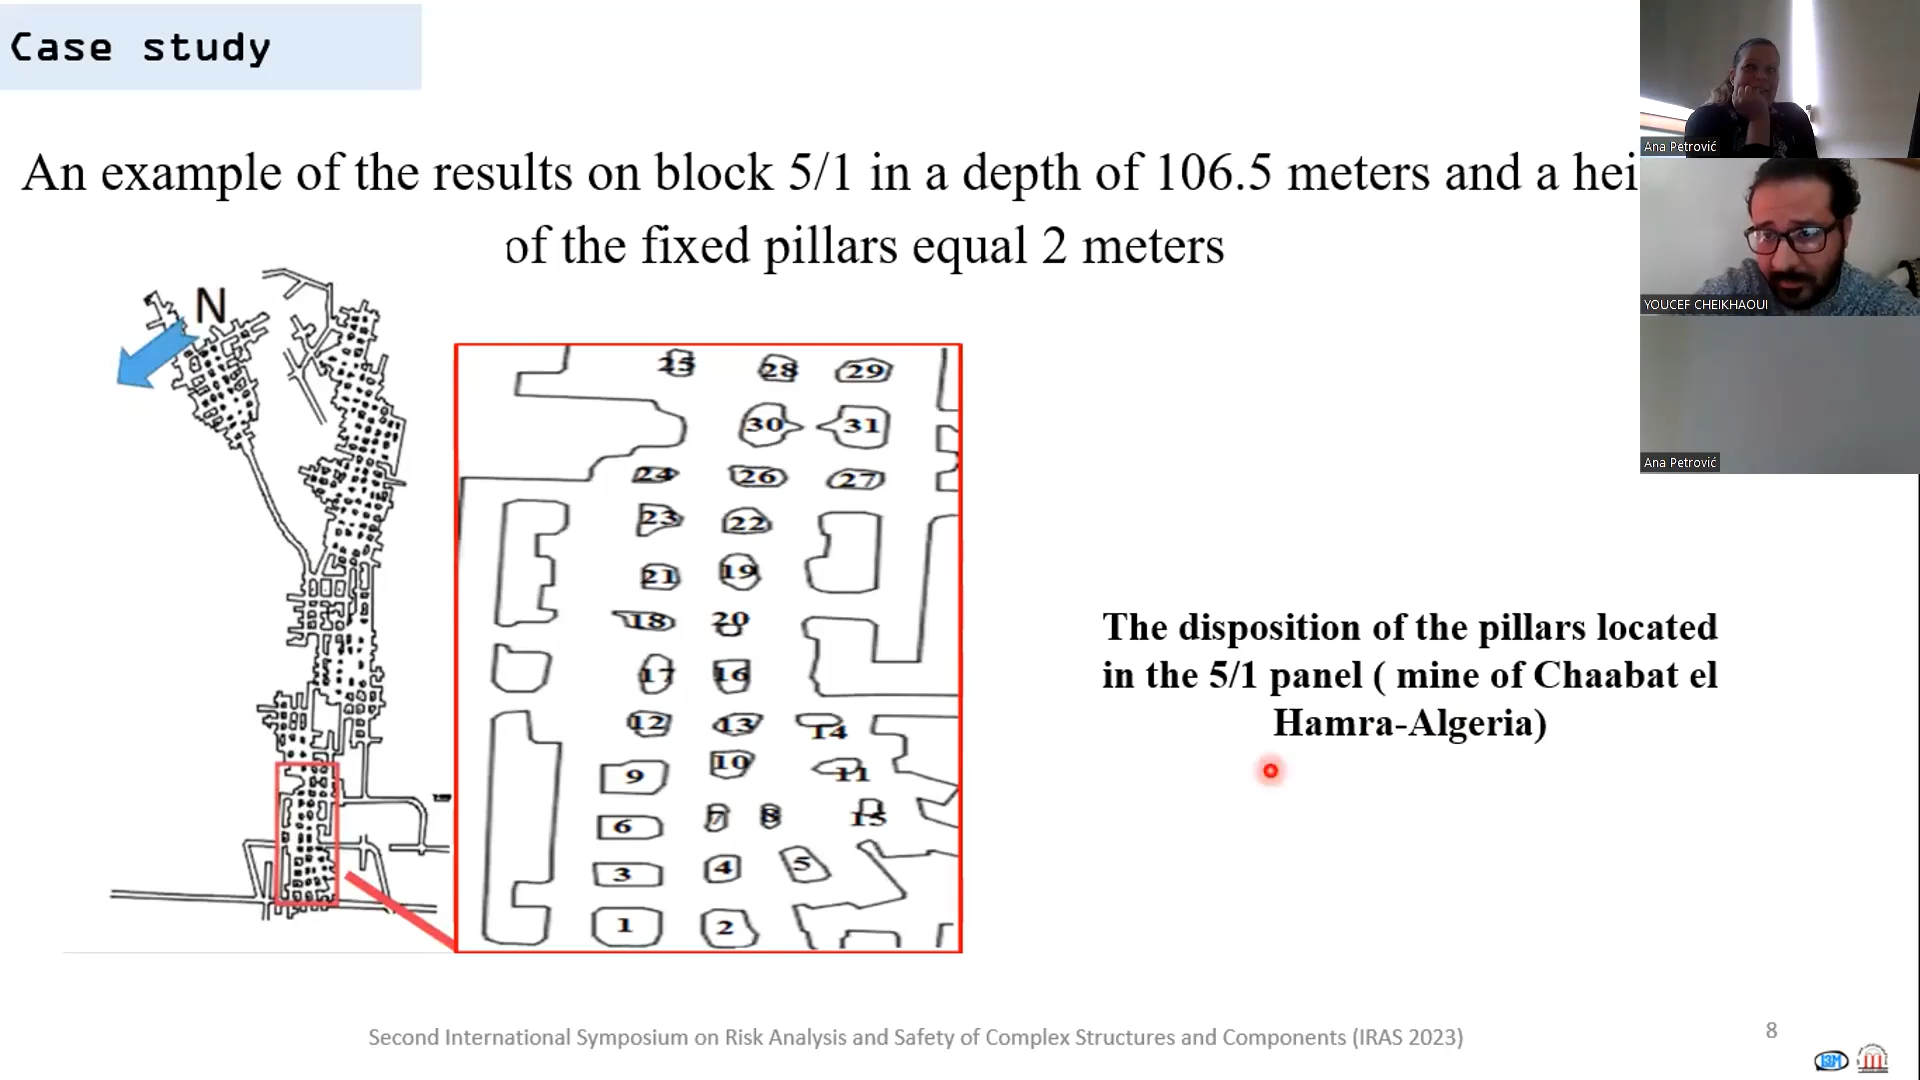 Case study
An example of the results on block 5/1 in a depth of 106.5 meters and a hei
of the fixed pillars equal 2 meters
N
25 28 29
30 31
24 26 27
23 22
21 19
18 20
17 16
12 13 14
9 10 11
6 7 8 15
3 4 5
1 2
The disposition of the pillars located
in the 5/1 panel ( mine of Chaabat el
Hamra-Algeria)
Ana Petrović
YOUCEF CHEIKHAOUI
Ana Petrović
Second International Symposium on Risk Analysis and Safety of Complex Structures and Components (IRAS 2023)
8